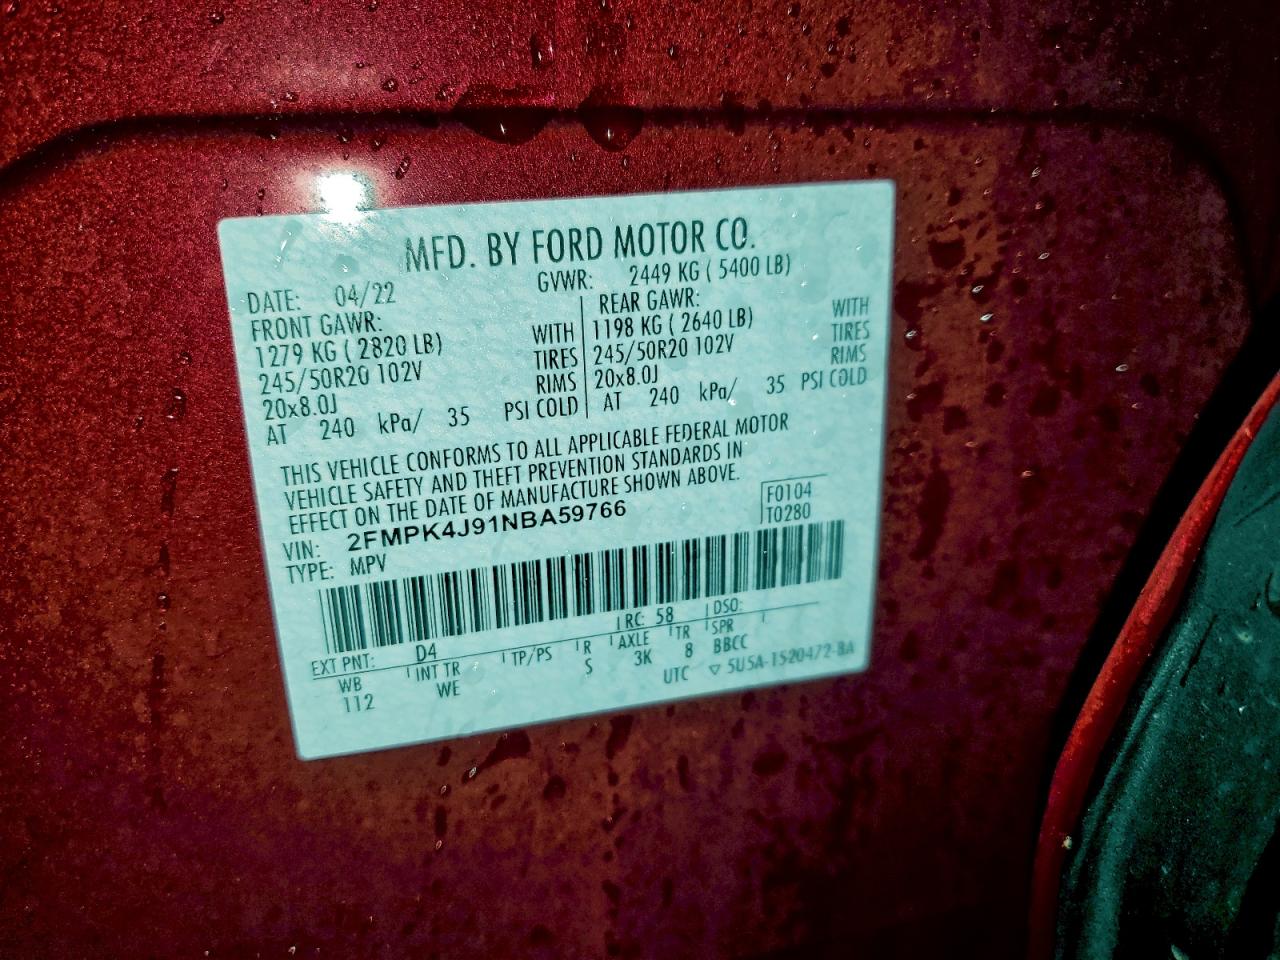 MFD. BY FORD MOTOR CO.
DATE: 04/22 GVWR: 2449 KG ( 5400 LB)
FRONT GAWR: REAR GAWR:
1279 KG ( 2820 LB) WITH 1198 KG ( 2640 LB) WITH
245/50R20 102V TIRES 245/50R20 102V TIRES
20x8.0J RIMS 20x8.0J RIMS
AT 240 kPa/ 35 PSI COLD AT 240 kPa/ 35 PSI COLD
THIS VEHICLE CONFORMS TO ALL APPLICABLE FEDERAL MOTOR
VEHICLE SAFETY AND THEFT PREVENTION STANDARDS IN
EFFECT ON THE DATE OF MANUFACTURE SHOWN ABOVE.
VIN: 2FMPK4J91NBA59766 F0104
TYPE: MPV T0280
EXT PNT: D4 RC: 58 DSO:
WB INT TR TP/PS R AXLE TR SPR
112 WE S 3K 8 BBCC
UTC ▽ 5U5A-1520472-BA